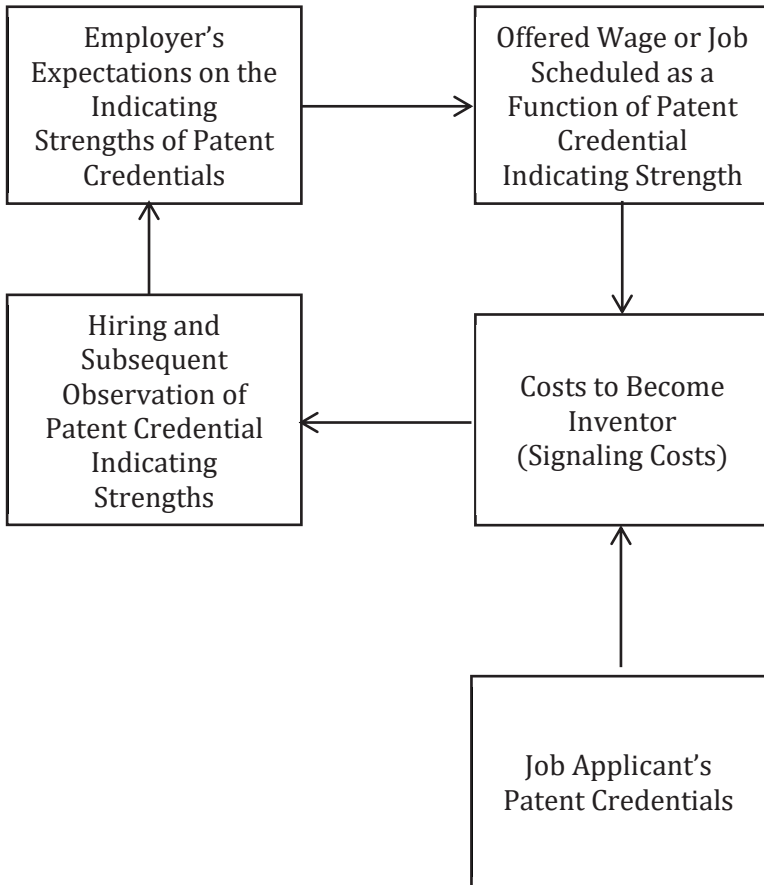 Employer’s
Expectations on the
Indicating
Strengths of Patent
Credentials
Offered Wage or Job
Scheduled as a
Function of Patent
Credential
Indicating Strength
Hiring and
Subsequent
Observation of
Patent Credential
Indicating
Strengths
Costs to Become
Inventor
(Signaling Costs)
Job Applicant’s
Patent Credentials